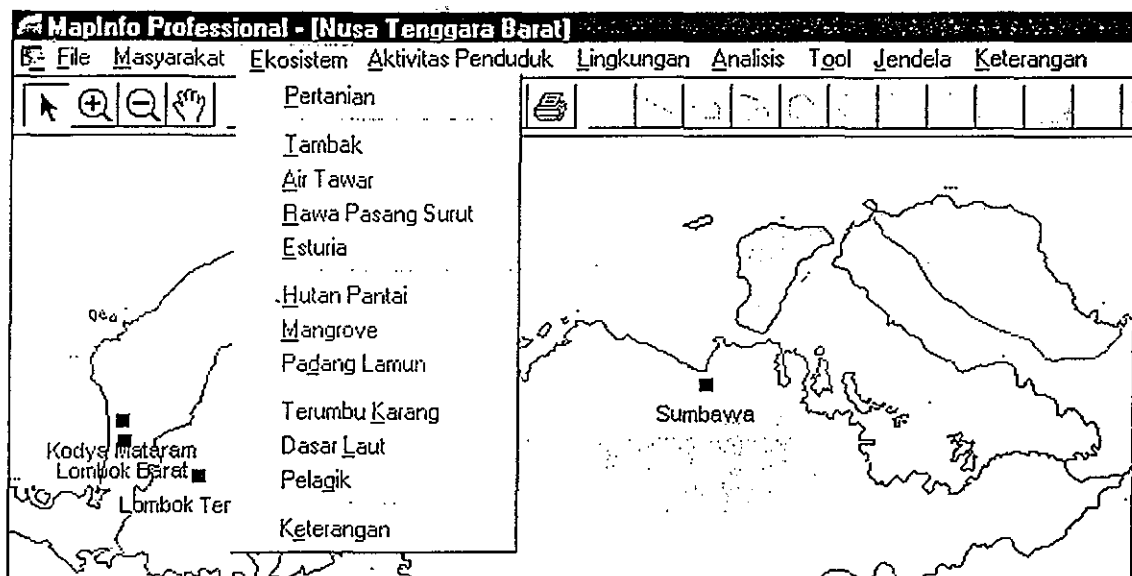 MapInfo Professional - [Nusa Tenggara Barat]
File Masyarakat Ekosistem Aktivitas Penduduk Lingkungan Analisis Tool Jendela Keterangan
Pertanian
Tambak
Air Tawar
Rawa Pasang Surut
Esturia
Hutan Pantai
Mangrove
Padang Lamun
Terumbu Karang
Dasar Laut
Pelagik
Keterangan
Sumbawa
Kodya Mataram
Lombok Barat
Lombok Ter